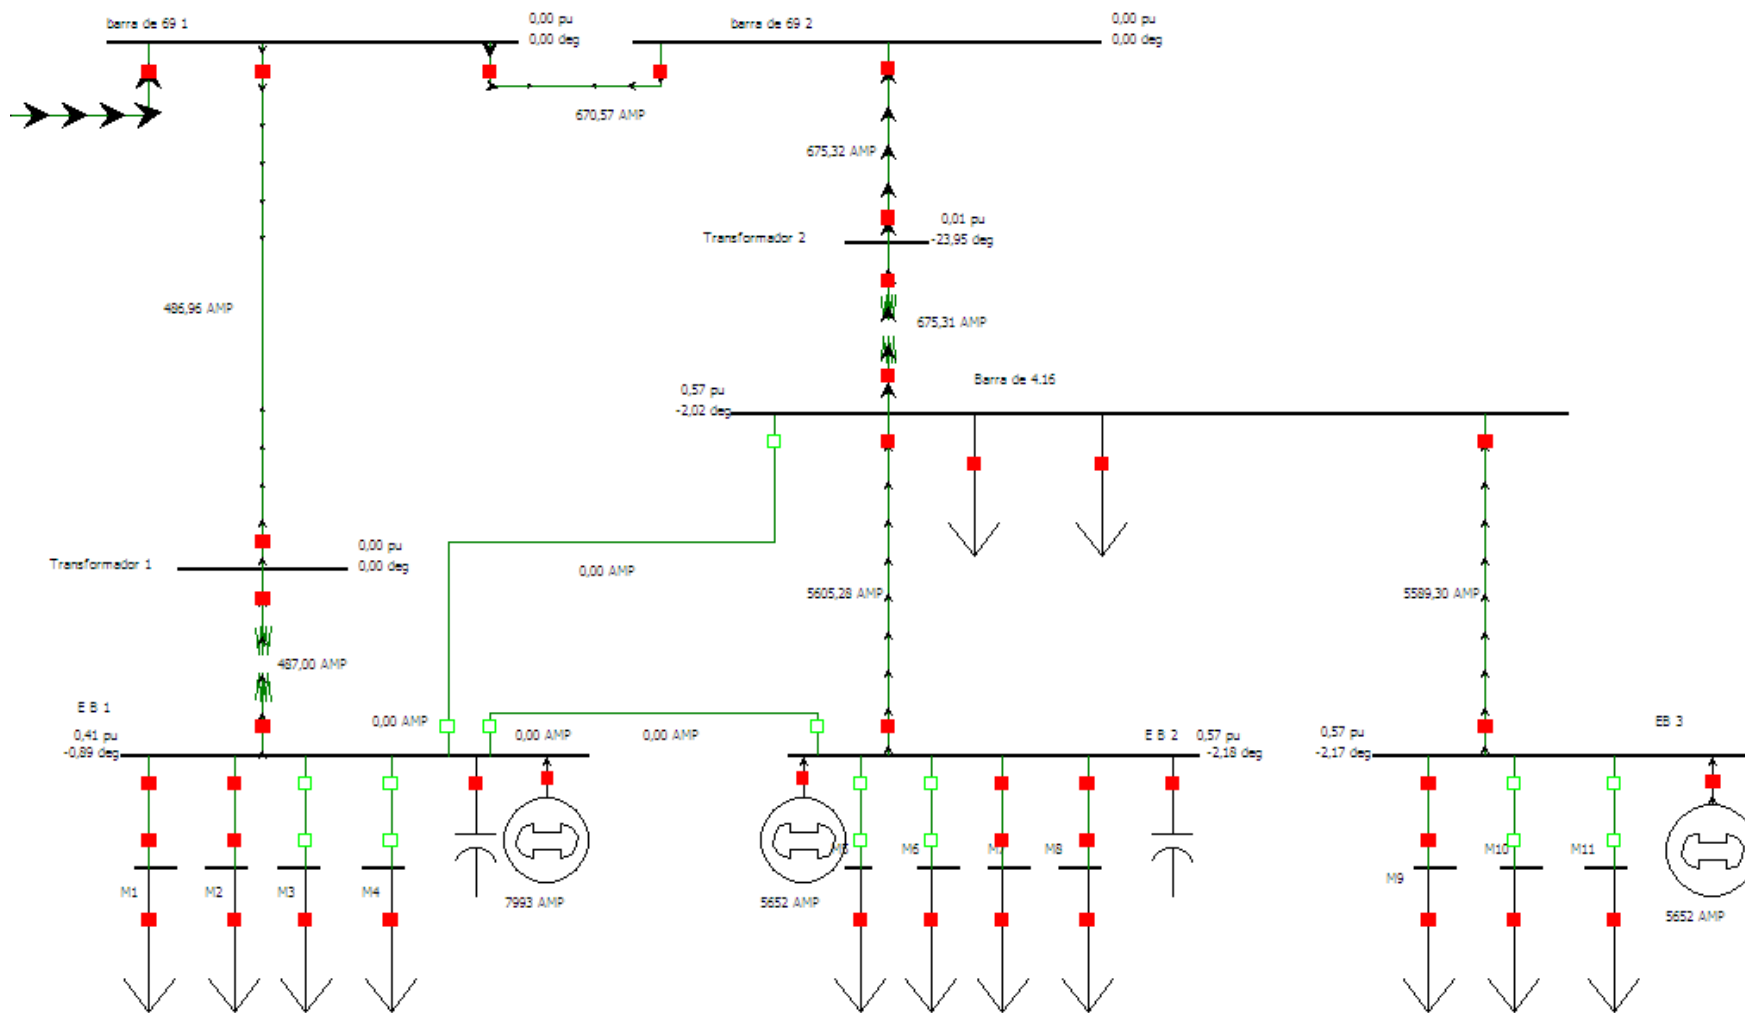 barra de 69 1
0,00 pu
0,00 deg
barra de 69 2
0,00 pu
0,00 deg
670,57 AMP
675,32 AMP
Transformador 2
0,01 pu
-23,95 deg
486,96 AMP
675,31 AMP
0,57 pu
-2,02 deg
Barra de 4.16
Transformador 1
0,00 pu
0,00 deg
0,00 AMP
5605,28 AMP
5589,30 AMP
487,00 AMP
E B 1
0,41 pu
-0,89 deg
0,00 AMP
0,00 AMP
0,00 AMP
E B 2
0,57 pu
-2,18 deg
0,57 pu
-2,17 deg
EB 3
M1
M2
M3
M4
7993 AMP
5652 AMP
M5
M6
M7
M8
M9
M10
M11
5652 AMP